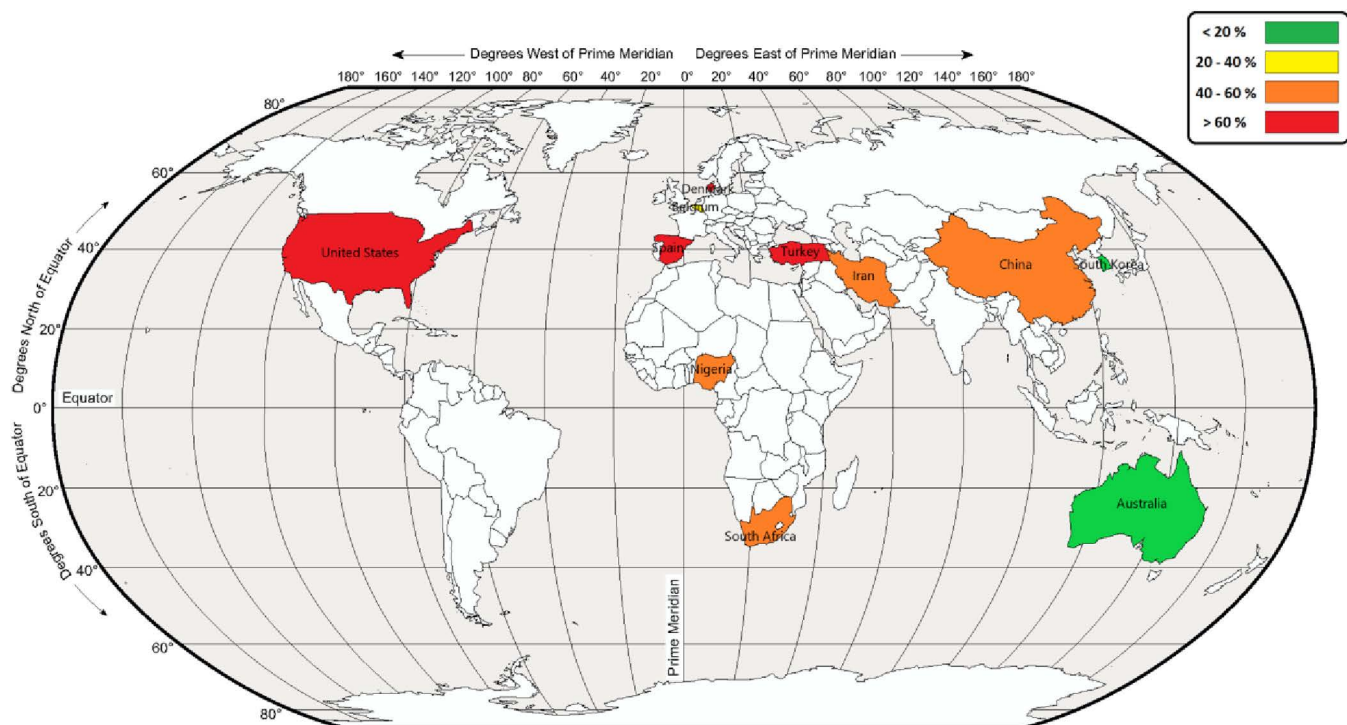 < 20 %
20 - 40 %
40 - 60 %
> 60 %
Degrees West of Prime Meridian Degrees East of Prime Meridian
180° 160° 140° 120° 100° 80° 60° 40° 20° 0° 20° 40° 60° 80° 100° 120° 140° 160° 180°
80°
60°
40°
20°
0°
20°
40°
60°
80°
Degrees North of Equator
Equator
Degrees South of Equator
Prime Meridian
Denmark
Belgium
United States
Spain
Turkey
Iran
China
South Korea
Nigeria
South Africa
Australia